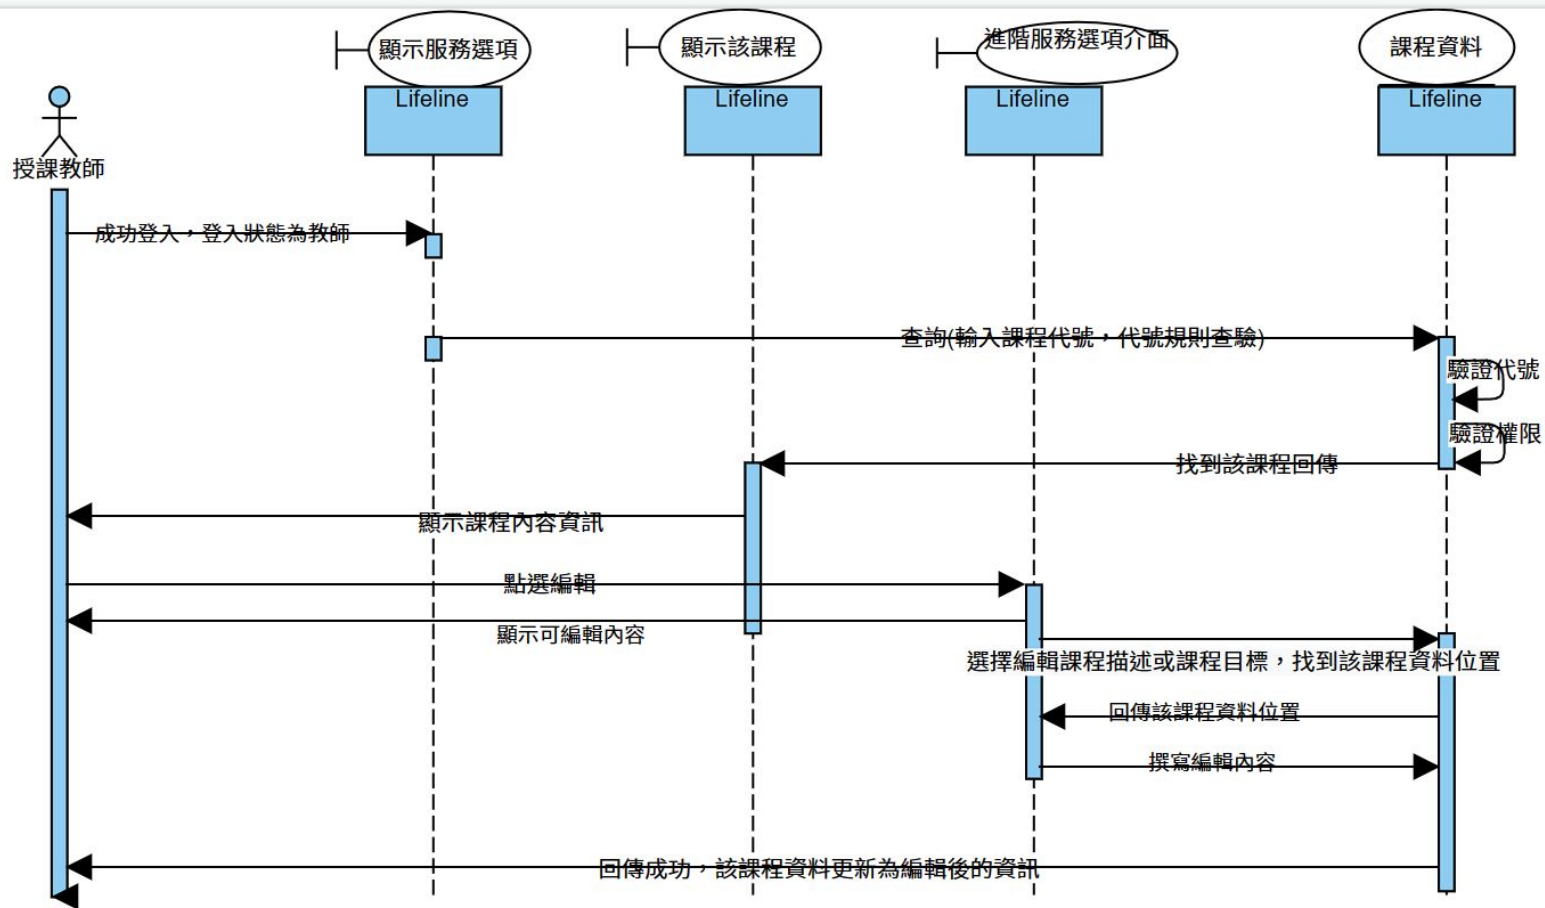 顯示服務選項
顯示該課程
進階服務選項介面
課程資料
Lifeline
Lifeline
Lifeline
Lifeline
授課教師
成功登入，登入狀態為教師
查詢(輸入課程代號，代號規則查驗)
驗證代號
驗證權限
找到該課程回傳
顯示課程內容資訊
點選編輯
顯示可編輯內容
選擇編輯課程描述或課程目標，找到該課程資料位置
回傳該課程資料位置
撰寫編輯內容
回傳成功，該課程資料更新為編輯後的資訊